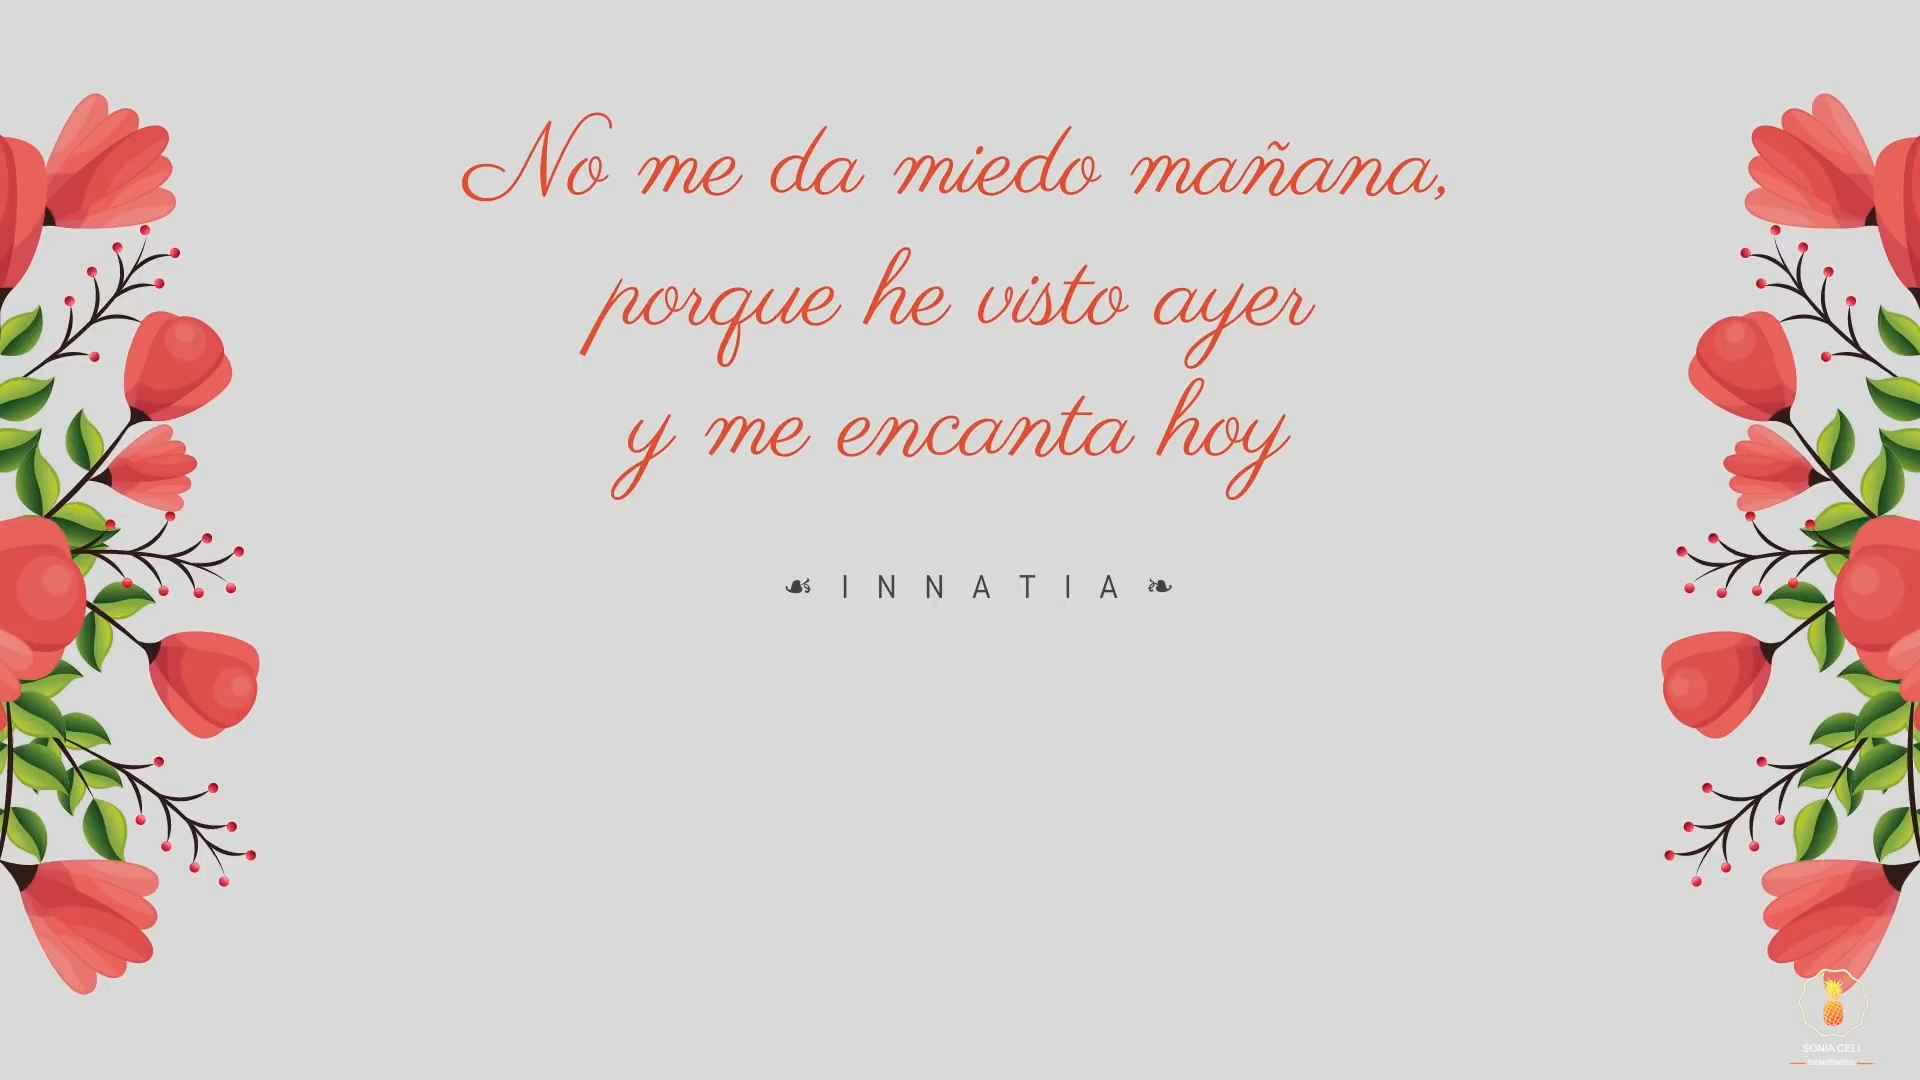 No me da miedo mañana,
porque he visto ayer
y me encanta hoy
☙ INNATIA ❧
SONIA CELI